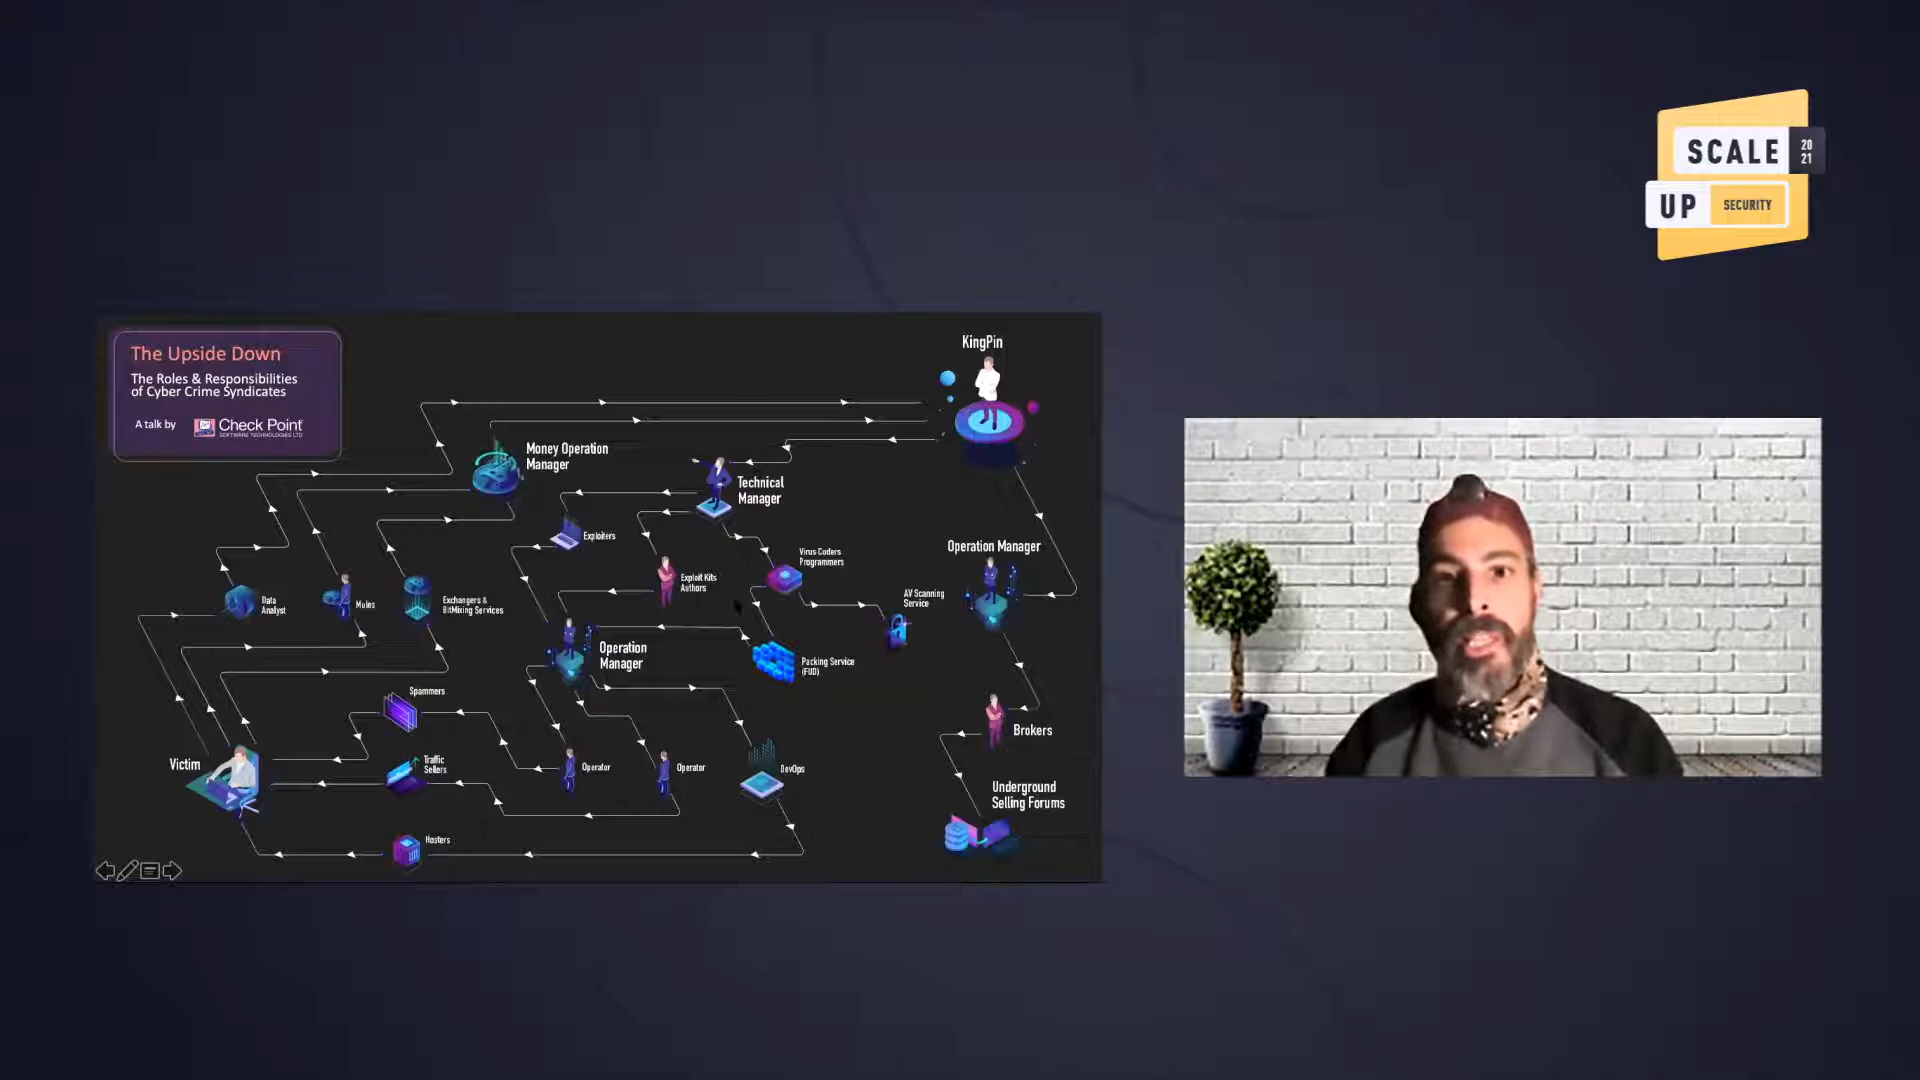 SCALE
20
21
UP
SECURITY
The Upside Down
The Roles & Responsibilities
of Cyber Crime Syndicates
A talk by
Check Point
SOFTWARE TECHNOLOGIES LTD
KingPin
Money Operation
Manager
Technical
Manager
Exploiters
Virus Coders
Programmers
Operation Manager
Exploit Kits
Authors
Data
Analyst
Mules
Exchangers &
BitMixing Services
AV Scanning
Service
Operation
Manager
Packing Service
(FUD)
Spammers
Brokers
Victim
Traffic
Sellers
Operator
Operator
DevOps
Underground
Selling Forums
Hosters